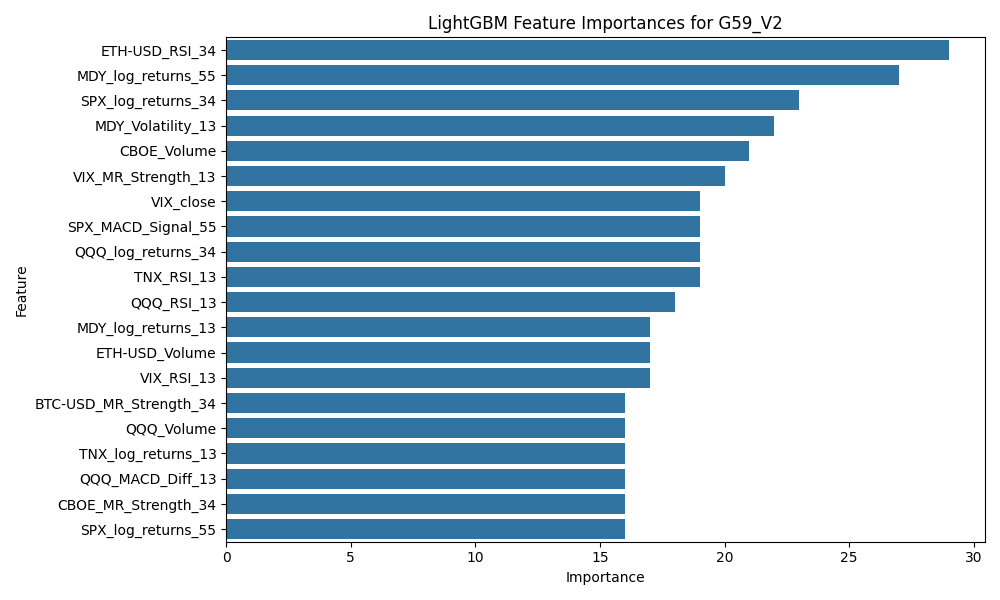 LightGBM Feature Importances for G59_V2
ETH-USD_RSI_34
MDY_log_returns_55
SPX_log_returns_34
MDY_Volatility_13
CBOE_Volume
VIX_MR_Strength_13
VIX_close
SPX_MACD_Signal_55
QQQ_log_returns_34
TNX_RSI_13
QQQ_RSI_13
MDY_log_returns_13
ETH-USD_Volume
VIX_RSI_13
BTC-USD_MR_Strength_34
QQQ_Volume
TNX_log_returns_13
QQQ_MACD_Diff_13
CBOE_MR_Strength_34
SPX_log_returns_55
Feature
0 5 10 15 20 25 30
Importance